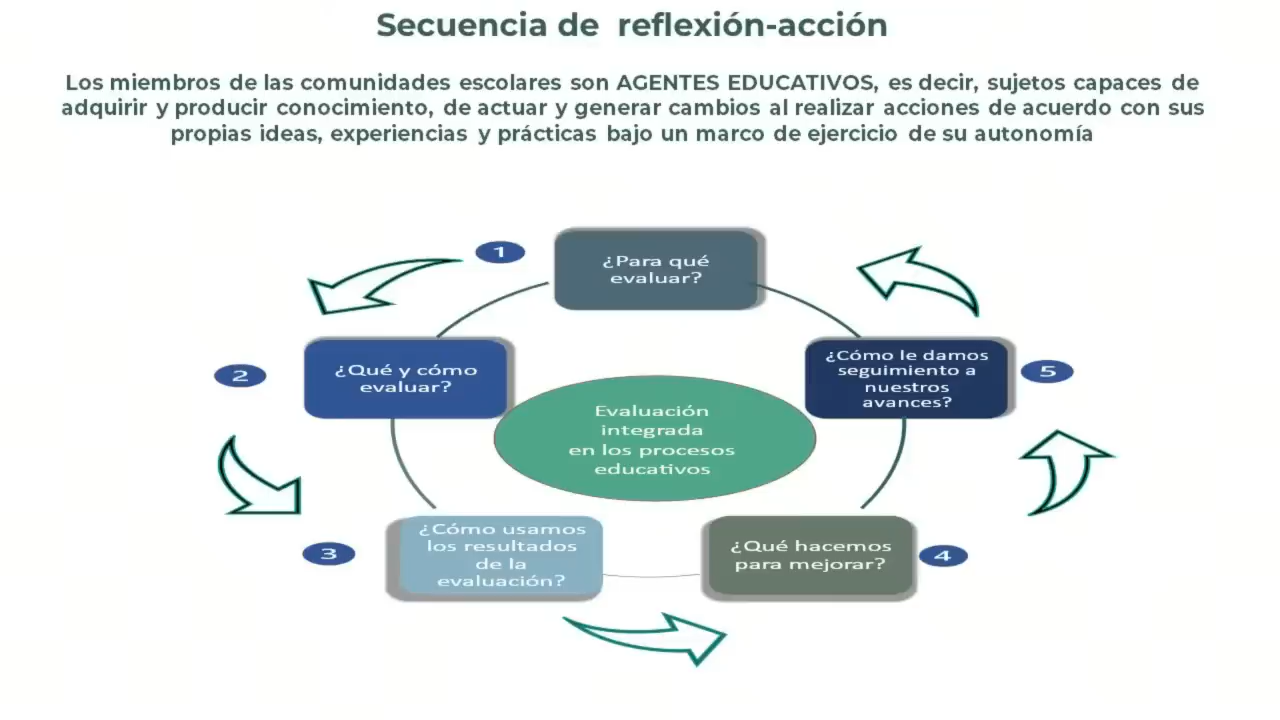 Secuencia de reflexión-acción
Los miembros de las comunidades escolares son AGENTES EDUCATIVOS, es decir, sujetos capaces de
adquirir y producir conocimiento, de actuar y generar cambios al realizar acciones de acuerdo con sus
propias ideas, experiencias y prácticas bajo un marco de ejercicio de su autonomía
1
¿Para qué
evaluar?
2
¿Qué y cómo
evaluar?
¿Cómo le damos
seguimiento a
nuestros
avances?
5
Evaluación
integrada
en los procesos
educativos
3
¿Cómo usamos
los resultados
de la
evaluación?
¿Qué hacemos
para mejorar?
4